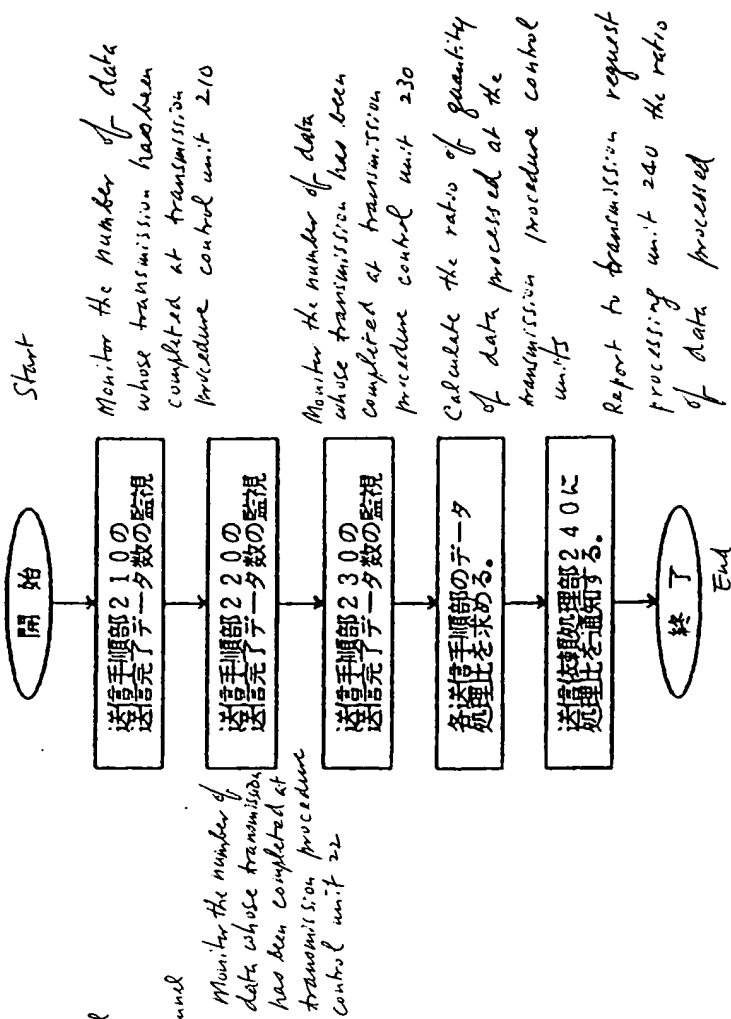 開 始
Start
送信手順部210の
送信完了データ数の監視
Monitor the number of data
whose transmission has been
completed at transmission
procedure control unit 210
送信手順部220の
送信完了データ数の監視
Monitor the number of
data whose transmission
has been completed at
transmission procedure
control unit 22
送信手順部230の
送信完了データ数の監視
Monitor the number of data
whose transmission has been
completed at transmission
procedure control unit 230
各送信手順部のデータ
処理比を求める。
Calculate the ratio of quantity
of data processed at the
transmission procedure control
units
送信依頼処理部240に
処理比を通知する。
Report to transmission request
processing unit 240 the ratio
of data processed
終 了
End